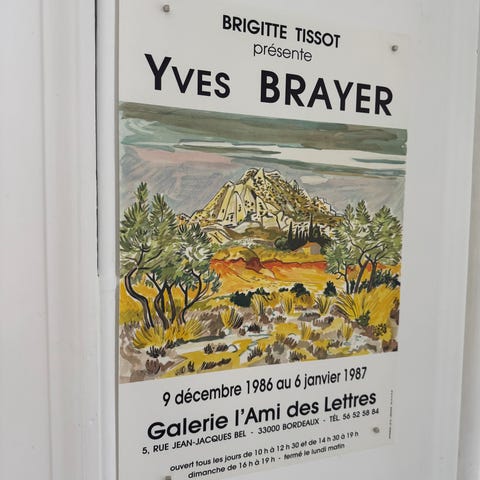 BRIGITTE TISSOT
présente
YVES BRAYER
9 décembre 1986 au 6 janvier 1987
Galerie l'Ami des Lettres
5, RUE JEAN-JACQUES BEL - 33000 BORDEAUX - TÉL. 56 52 58 84
ouvert tous les jours de 10 h à 12 h 30 et de 14 h 30 à 19 h
dimanche de 16 h à 19 h - fermé le lundi matin